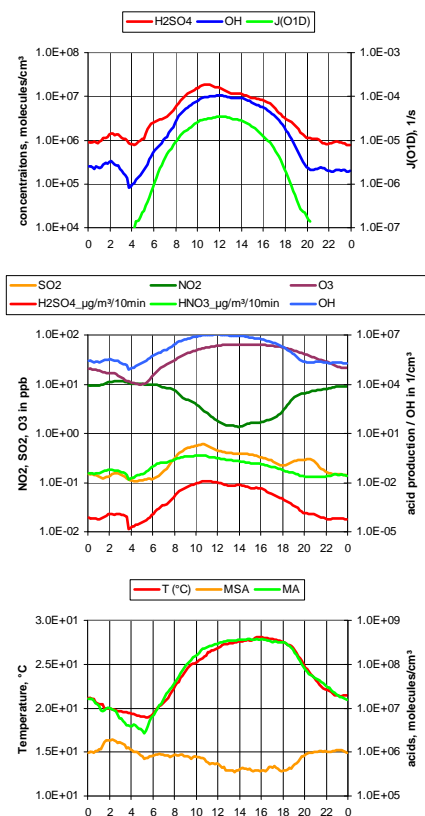 H2SO4 OH J(O1D)
concentraitons, molecules/cm³
1.0E+08
1.0E+07
1.0E+06
1.0E+05
1.0E+04
1.0E-03
1.0E-04
1.0E-05
1.0E-06
1.0E-07
J(O1D), 1/s
0 2 4 6 8 10 12 14 16 18 20 22 0
SO2 NO2 O3
H2SO4_µg/m³/10min HNO3_µg/m³/10min OH
NO2, SO2, O3 in ppb
1.0E+02
1.0E+01
1.0E+00
1.0E-01
1.0E-02
1.0E+07
1.0E+04
1.0E+01
1.0E-02
1.0E-05
acid production / OH in 1/cm³
0 2 4 6 8 10 12 14 16 18 20 22 0
T (°C) MSA MA
Temperature, °C
3.0E+01
2.5E+01
2.0E+01
1.5E+01
1.0E+01
1.0E+09
1.0E+08
1.0E+07
1.0E+06
1.0E+05
acids, molecules/cm³
0 2 4 6 8 10 12 14 16 18 20 22 0